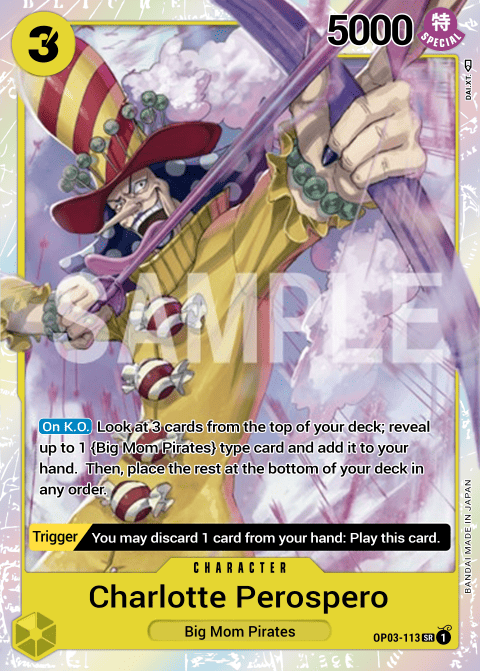 3
5000
特
SPECIAL
DAI.XT.
SAMPLE
On K.O. Look at 3 cards from the top of your deck; reveal
up to 1 {Big Mom Pirates} type card and add it to your
hand. Then, place the rest at the bottom of your deck in
any order.
Trigger You may discard 1 card from your hand: Play this card.
BANDAI MADE IN JAPAN
CHARACTER
Charlotte Perospero
Big Mom Pirates
OP03-113 SR 1